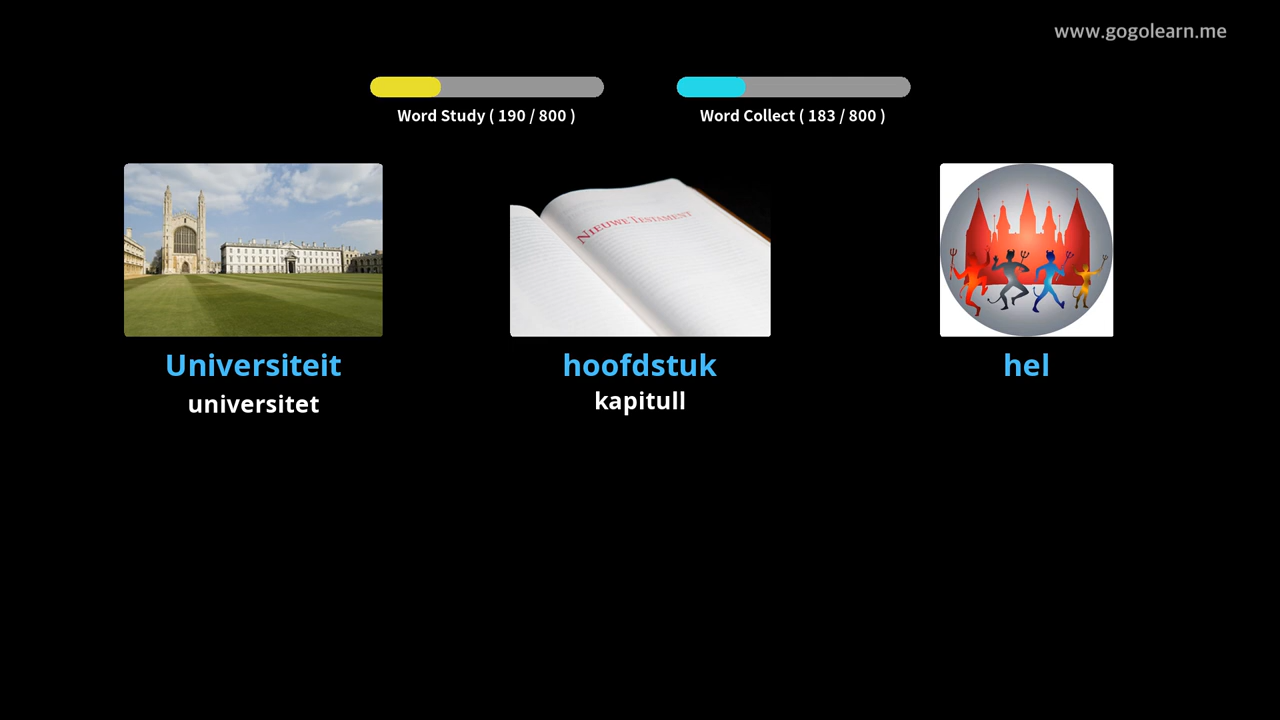 www.gogolearn.me
Word Study ( 190 / 800 )
Word Collect ( 183 / 800 )
NIEUWE TESTAMENT
Universiteit
hoofdstuk
hel
universitet
kapitull